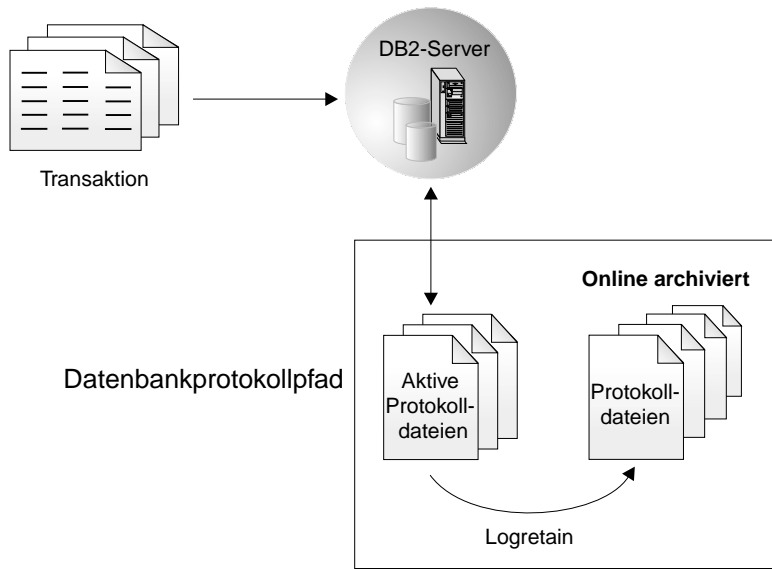 DB2-Server
Transaktion
Online archiviert
Datenbankprotokollpfad
Aktive
Protokoll-
dateien
Protokoll-
dateien
Logretain